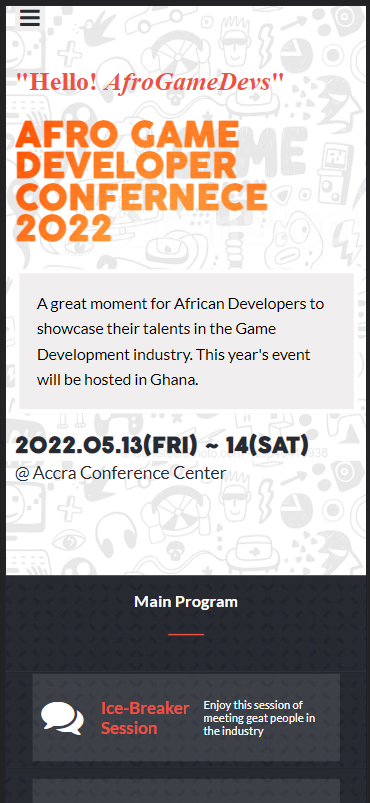 "Hello! AfroGameDevs"
AFRO GAME
DEVELOPER
CONFERNECE
2022
A great moment for African Developers to
showcase their talents in the Game
Development industry. This year's event
will be hosted in Ghana.
2022.05.13(FRI) ~ 14(SAT)
@ Accra Conference Center
Main Program
Ice-Breaker
Session
Enjoy this session of
meeting geat people in
the industry